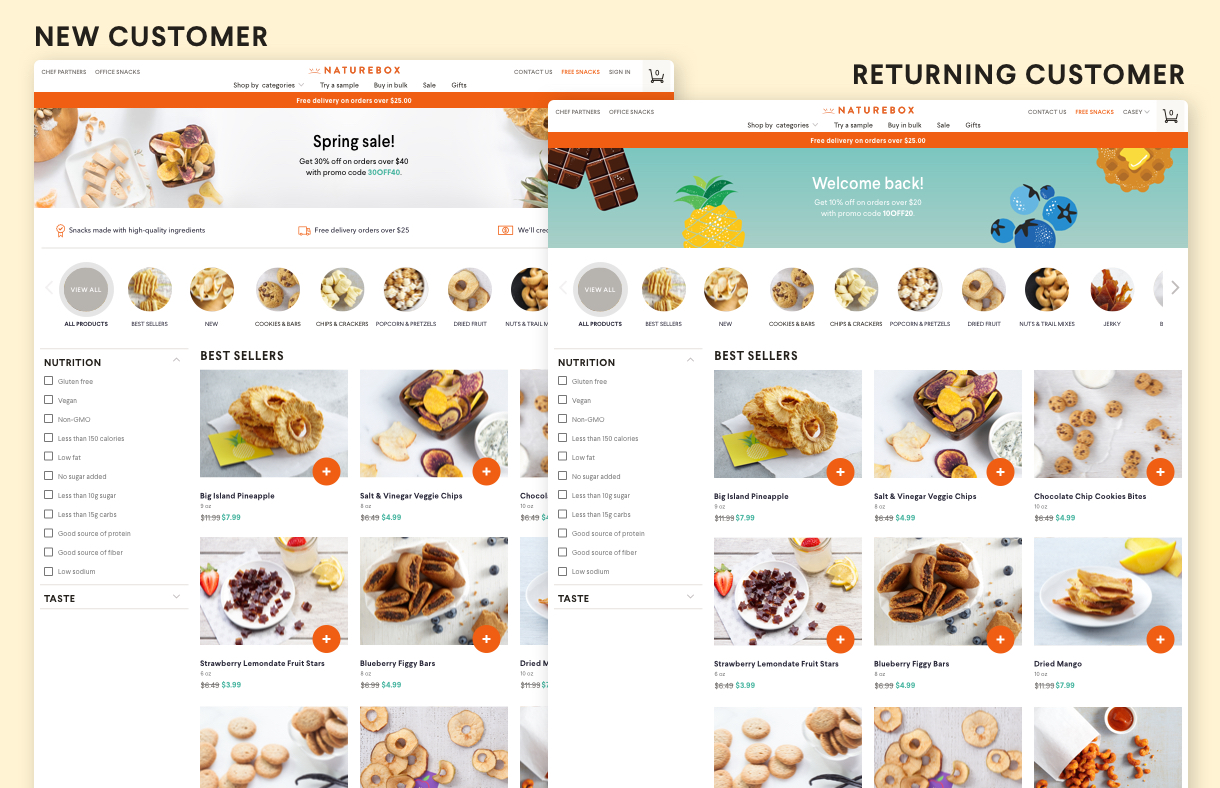 NEW CUSTOMER
CHEF PARTNERS OFFICE SNACKS
NATUREBOX
CONTACT US FREE SNACKS SIGN IN
0
Shop by categories Try a sample Buy in bulk Sale Gifts
Free delivery on orders over $25.00
Spring sale!
Get 30% off on orders over $40
with promo code 30OFF40.
Snacks made with high-quality ingredients
Free delivery orders over $25
We'll
VIEW ALL
ALL PRODUCTS
BEST SELLERS
NEW
COOKIES & BARS
CHIPS & CRACKERS
POPCORN & PRETZELS
DRIED FRUIT
NUTS & TRAIL
NUTRITION
Gluten free
Vegan
Non-GMO
Less than 150 calories
Low fat
No sugar added
Less than 10g sugar
Less than 15g carbs
Good source of protein
Good source of fiber
Low sodium
TASTE
BEST SELLERS
Big Island Pineapple
9 oz
$11.99 $7.99
Salt & Vinegar Veggie Chips
8 oz
$6.49 $4.99
Chocol
10 oz
$6.49
Strawberry Lemondate Fruit Stars
6 oz
$6.49 $3.99
Blueberry Figgy Bars
8 oz
$6.99 $4.99
Dried M
10 oz
$11.99
RETURNING CUSTOMER
CHEF PARTNERS OFFICE SNACKS
NATUREBOX
CONTACT US FREE SNACKS CASEY
0
Shop by categories Try a sample Buy in bulk Sale Gifts
Free delivery on orders over $25.00
Welcome back!
Get 10% off on orders over $20
with promo code 10OFF20.
VIEW ALL
ALL PRODUCTS
BEST SELLERS
NEW
COOKIES & BARS
CHIPS & CRACKERS
POPCORN & PRETZELS
DRIED FRUIT
NUTS & TRAIL MIXES
JERKY
NUTRITION
Gluten free
Vegan
Non-GMO
Less than 150 calories
Low fat
No sugar added
Less than 10g sugar
Less than 15g carbs
Good source of protein
Good source of fiber
Low sodium
TASTE
BEST SELLERS
Big Island Pineapple
9 oz
$11.99 $7.99
Salt & Vinegar Veggie Chips
8 oz
$6.49 $4.99
Chocolate Chip Cookies Bites
10 oz
$6.49 $4.99
Strawberry Lemondate Fruit Stars
6 oz
$6.49 $3.99
Blueberry Figgy Bars
8 oz
$6.99 $4.99
Dried Mango
10 oz
$11.99 $7.99